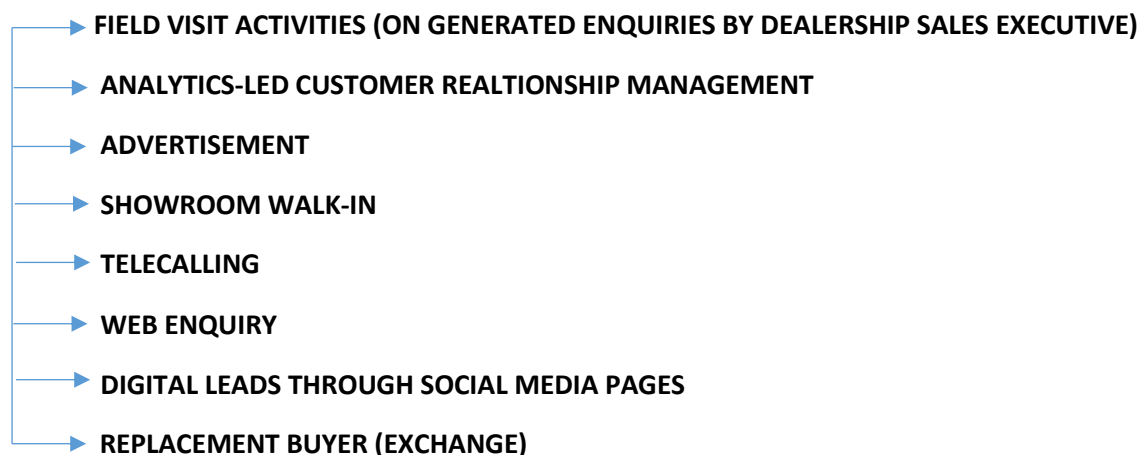 FIELD VISIT ACTIVITIES (ON GENERATED ENQUIRIES BY DEALERSHIP SALES EXECUTIVE)
ANALYTICS-LED CUSTOMER REALTIONSHIP MANAGEMENT
ADVERTISEMENT
SHOWROOM WALK-IN
TELECALLING
WEB ENQUIRY
DIGITAL LEADS THROUGH SOCIAL MEDIA PAGES
REPLACEMENT BUYER (EXCHANGE)